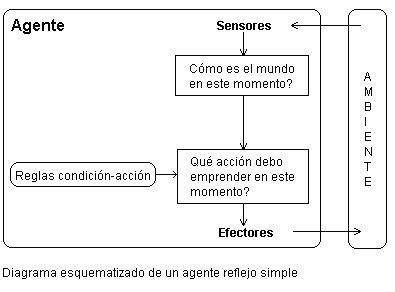 Agente
Sensores
Cómo es el mundo
en este momento?
AMBIENTE
Reglas condición-acción
Qué acción debo
emprender en este
momento?
Efectores
Diagrama esquematizado de un agente reflejo simple